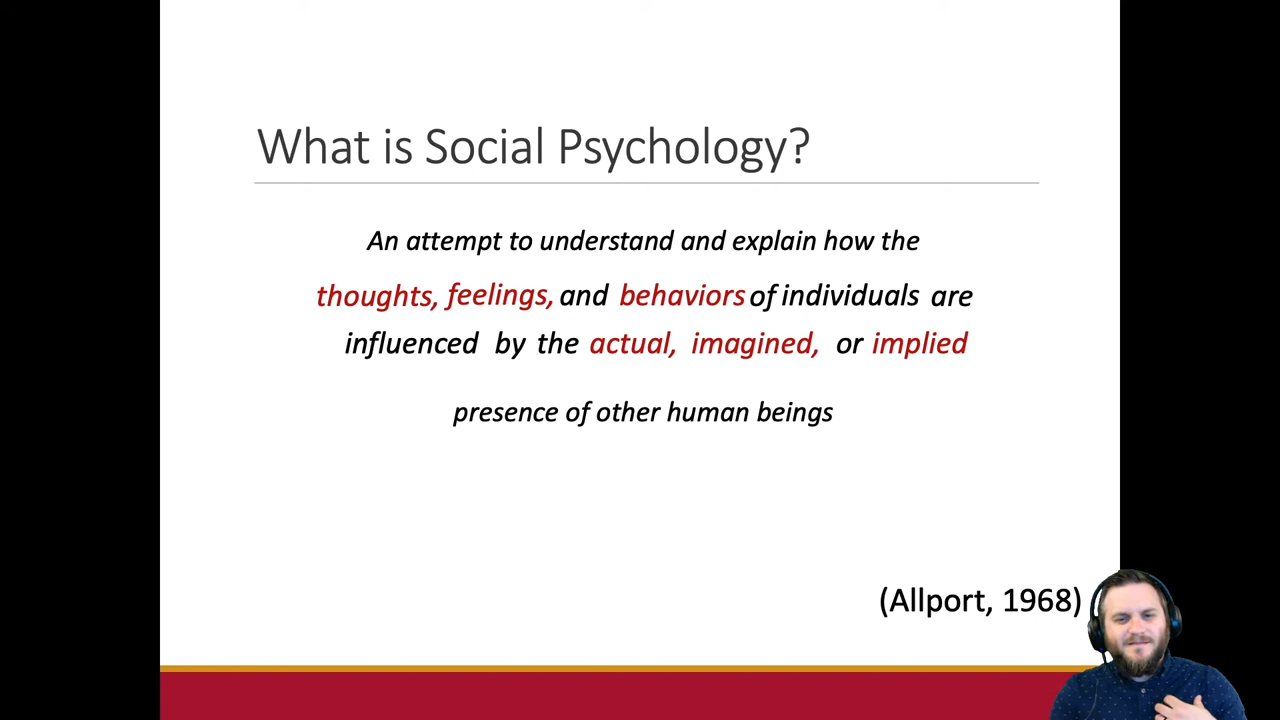 What is Social Psychology?
An attempt to understand and explain how the
thoughts, feelings, and behaviors of individuals are
influenced by the actual, imagined, or implied
presence of other human beings
(Allport, 1968)